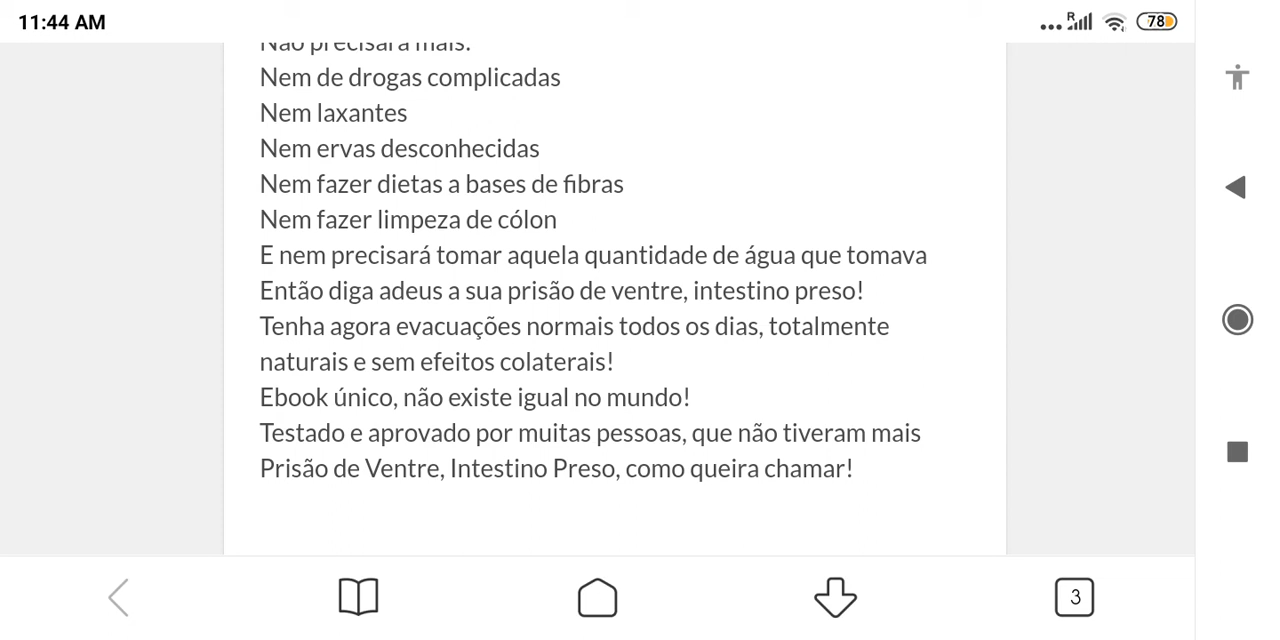 11:44 AM
R
78
Não precisará mais:
Nem de drogas complicadas
Nem laxantes
Nem ervas desconhecidas
Nem fazer dietas a bases de fibras
Nem fazer limpeza de cólon
E nem precisará tomar aquela quantidade de água que tomava
Então diga adeus a sua prisão de ventre, intestino preso!
Tenha agora evacuações normais todos os dias, totalmente
naturais e sem efeitos colaterais!
Ebook único, não existe igual no mundo!
Testado e aprovado por muitas pessoas, que não tiveram mais
Prisão de Ventre, Intestino Preso, como queira chamar!
3